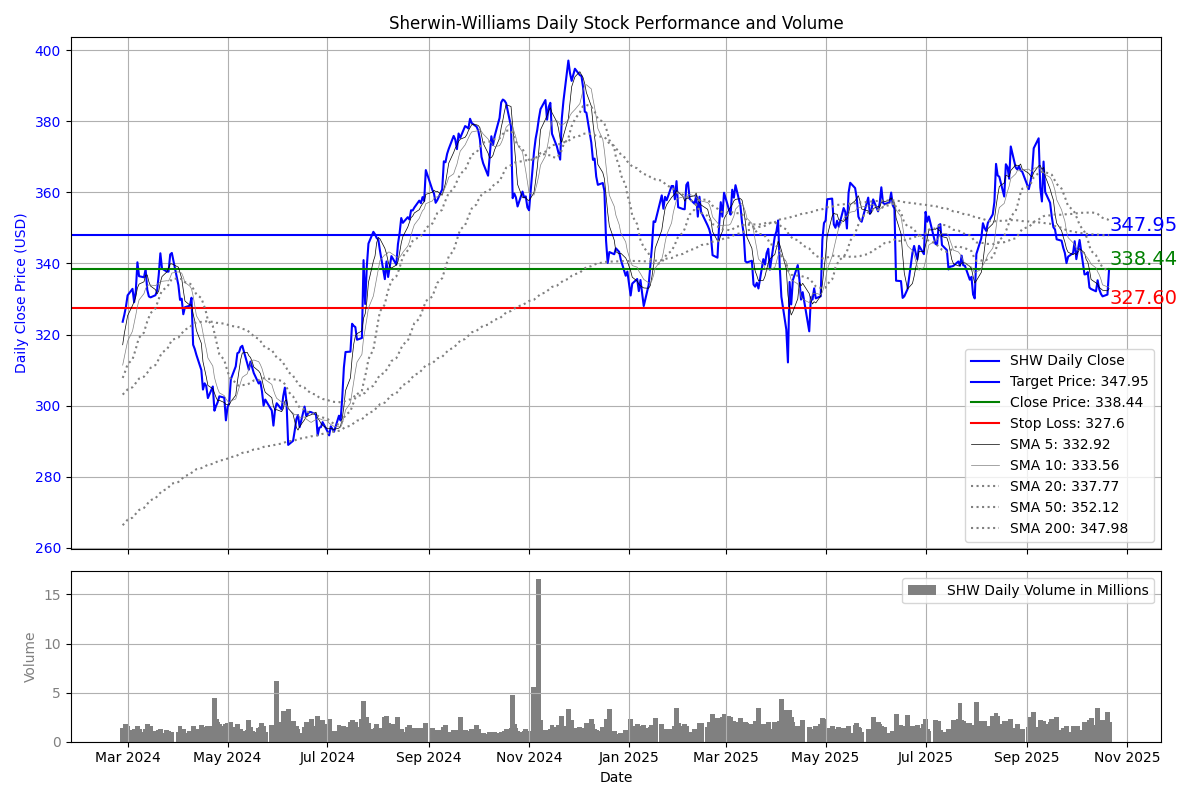 Sherwin-Williams Daily Stock Performance and Volume
Daily Close Price (USD)
400
380
360
340
320
300
280
260
347.95
338.44
327.60
SHW Daily Close
Target Price: 347.95
Close Price: 338.44
Stop Loss: 327.6
SMA 5: 332.92
SMA 10: 333.56
SMA 20: 337.77
SMA 50: 352.12
SMA 200: 347.98
Volume
15
10
5
0
SHW Daily Volume in Millions
Mar 2024 May 2024 Jul 2024 Sep 2024 Nov 2024 Jan 2025 Mar 2025 May 2025 Jul 2025 Sep 2025 Nov 2025
Date